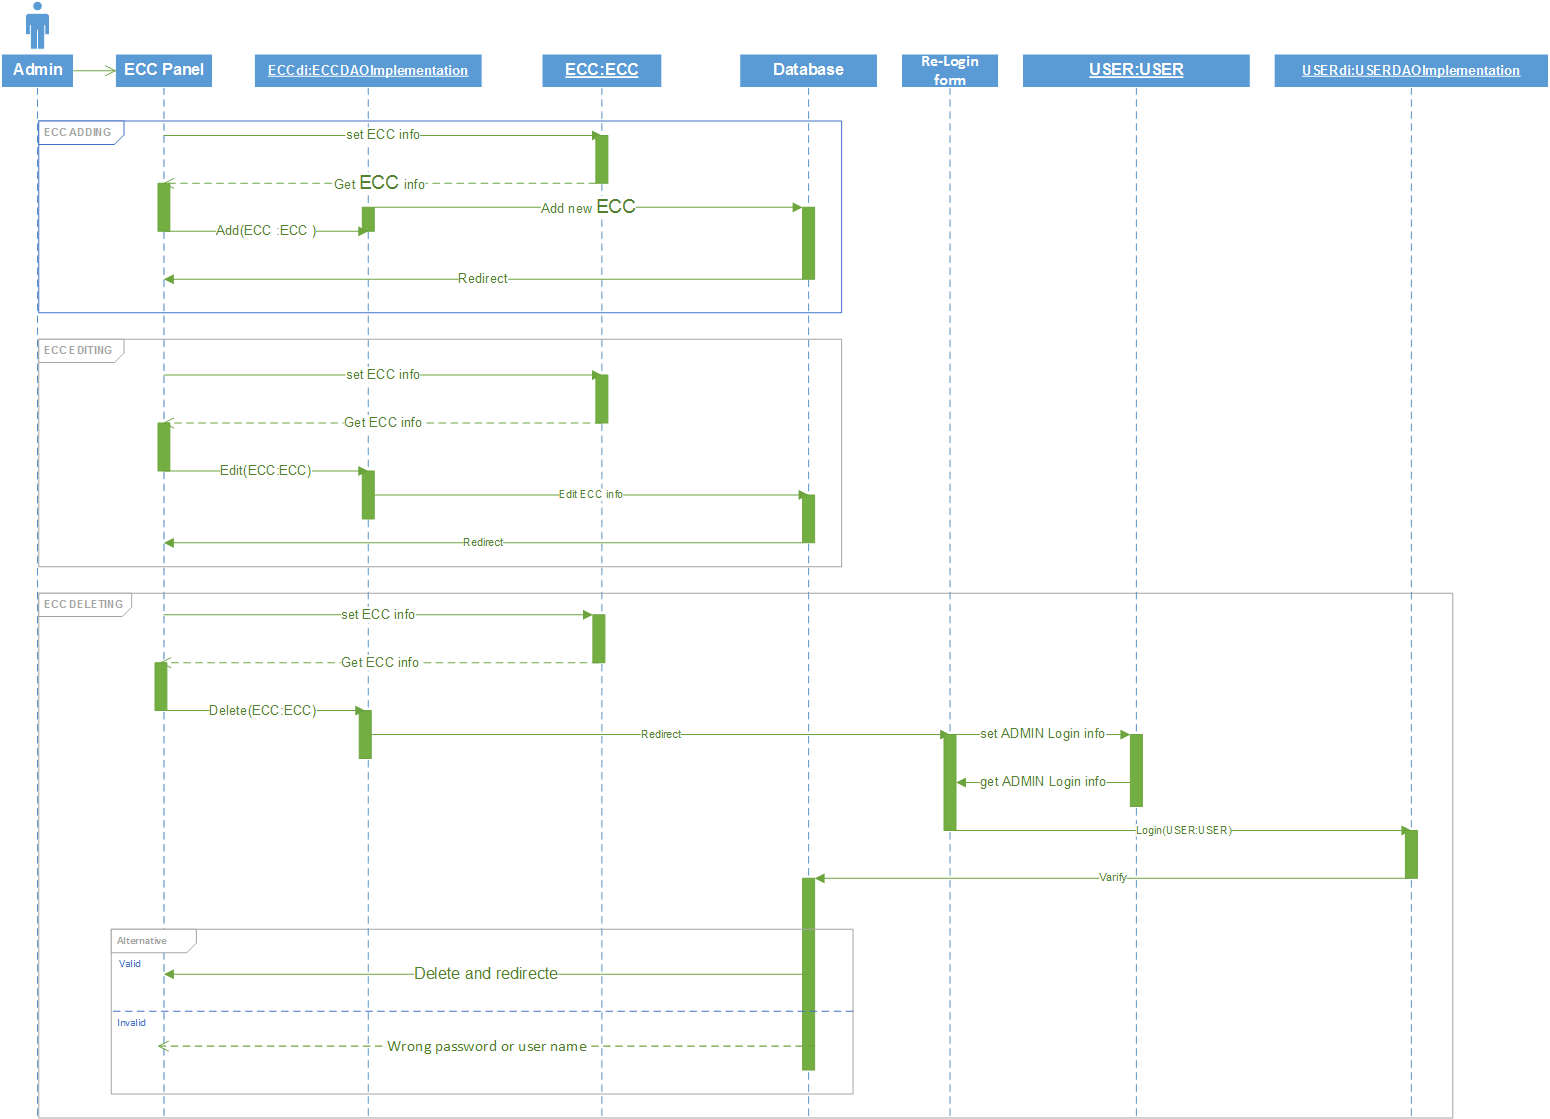 Admin
ECC Panel
ECCdi:ECCDAOImplementation
ECC:ECC
Database
Re-Login
form
USER:USER
USERdi:USERDAOImplementation
ECC ADDING
set ECC info
Get ECC info
Add new ECC
Add(ECC :ECC )
Redirect
ECC EDITING
set ECC info
Get ECC info
Edit(ECC:ECC)
Edit ECC info
Redirect
ECC DELETING
set ECC info
Get ECC info
Delete(ECC:ECC)
Redirect
set ADMIN Login info
get ADMIN Login info
Login(USER:USER)
Varify
Alternative
Valid
Delete and redirecte
Invalid
Wrong password or user name